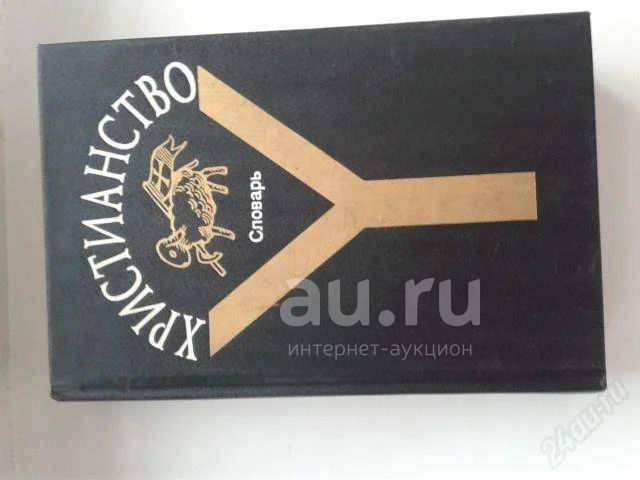 ХРИСТИАНСТВО
Словарь
au.ru
интернет-аукцион
24au.ru